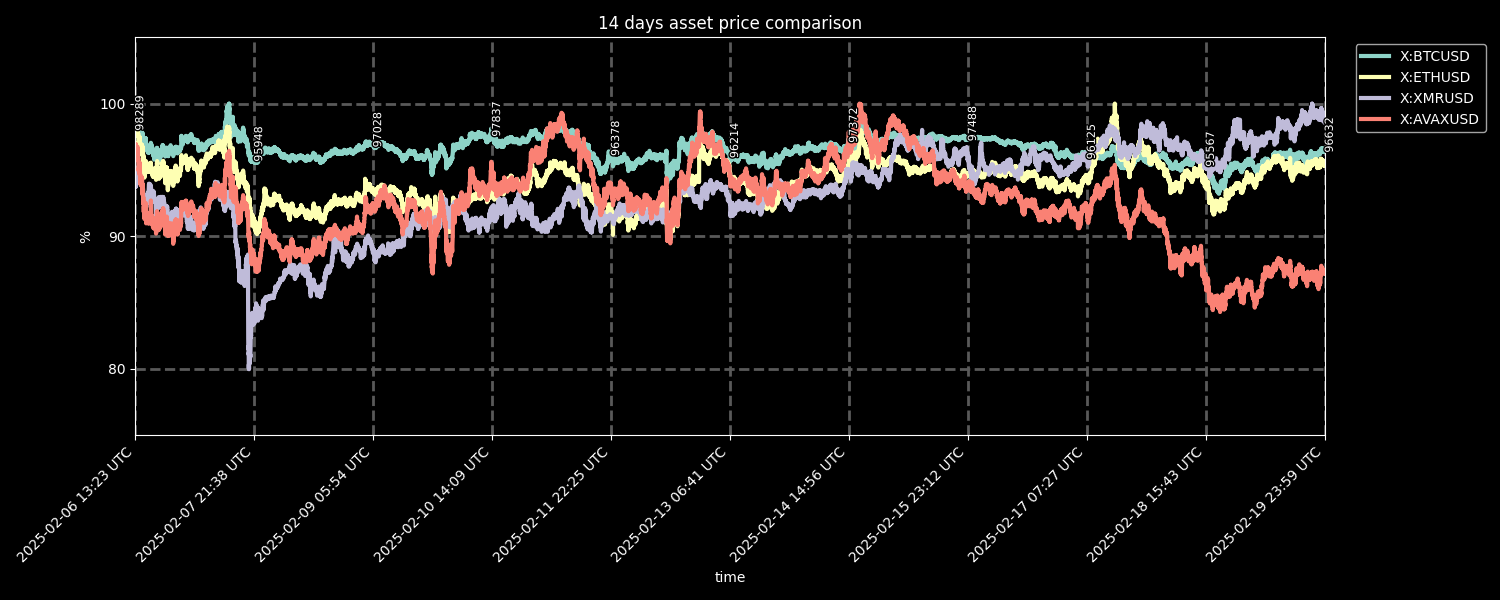 14 days asset price comparison
X:BTCUSD
X:ETHUSD
X:XMRUSD
X:AVAXUSD
100
90
80
%
98289
95948
97028
97837
96378
96214
97372
97488
96125
95567
96632
2025-02-06 13:23 UTC
2025-02-07 21:38 UTC
2025-02-09 05:54 UTC
2025-02-10 14:09 UTC
2025-02-11 22:25 UTC
2025-02-13 06:41 UTC
2025-02-14 14:56 UTC
2025-02-15 23:12 UTC
2025-02-17 07:27 UTC
2025-02-18 15:43 UTC
2025-02-19 23:59 UTC
time